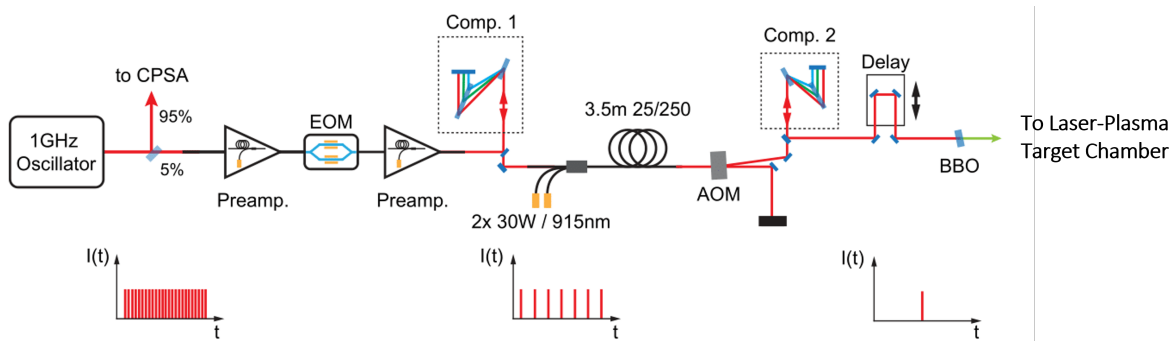 Comp. 1
Comp. 2
to CPSA
95%
5%
1GHz
Oscillator
EOM
Preamp.
Preamp.
2x 30W / 915nm
3.5m 25/250
AOM
Delay
BBO
To Laser-Plasma
Target Chamber
I(t)
t
I(t)
t
I(t)
t